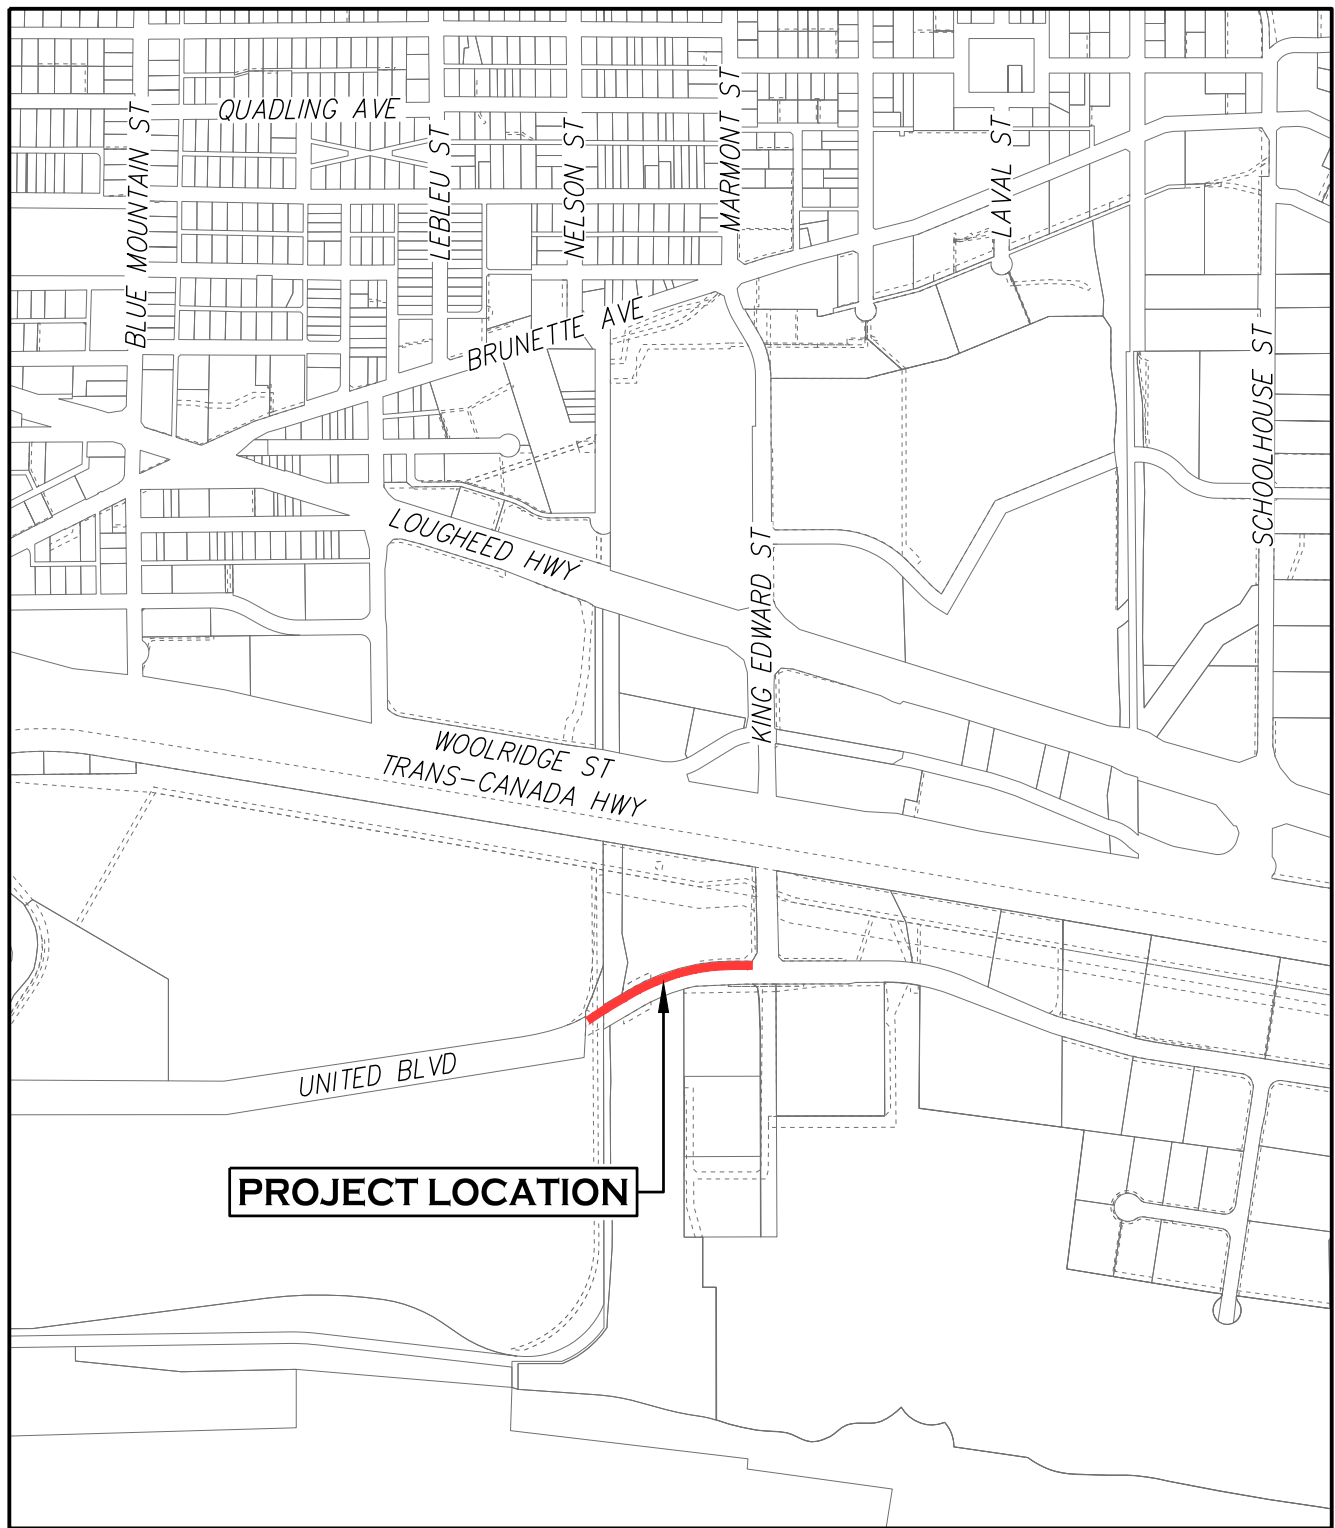 QUADLING AVE
BLUE MOUNTAIN ST
LEBLEU ST
NELSON ST
MARMONT ST
LAVAL ST
BRUNETTE AVE
SCHOOLHOUSE ST
LOUGHEED HWY
KING EDWARD ST
WOOLRIDGE ST
TRANS-CANADA HWY
UNITED BLVD
PROJECT LOCATION